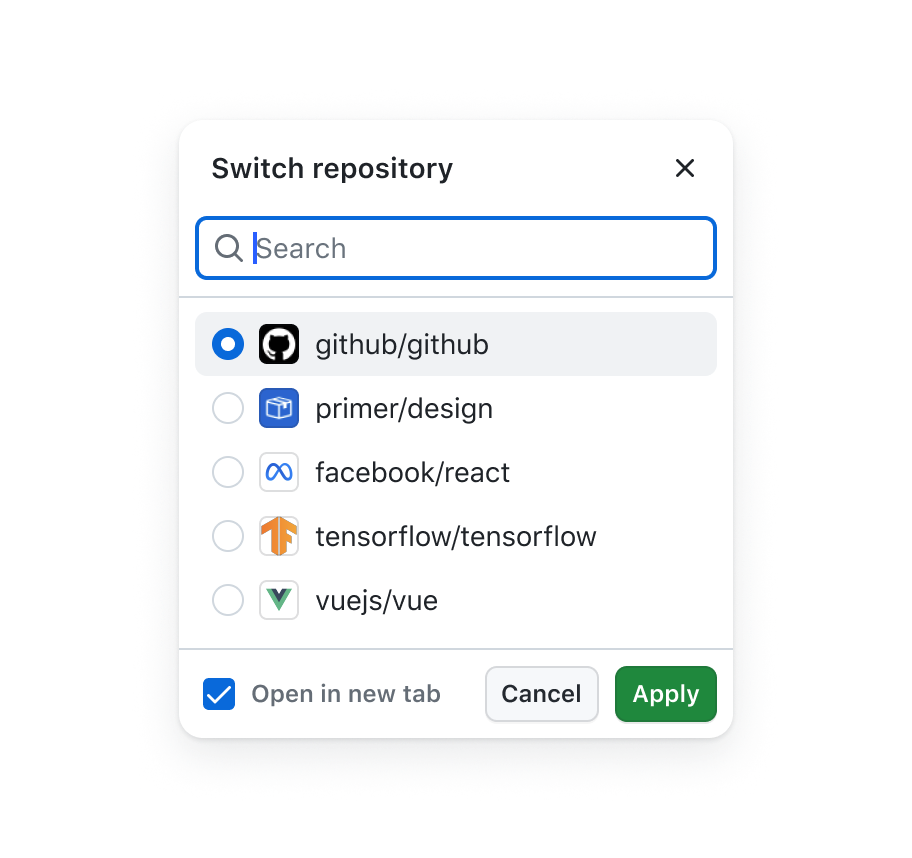 Switch repository
Search
github/github
primer/design
facebook/react
tensorflow/tensorflow
vuejs/vue
Open in new tab
Cancel
Apply